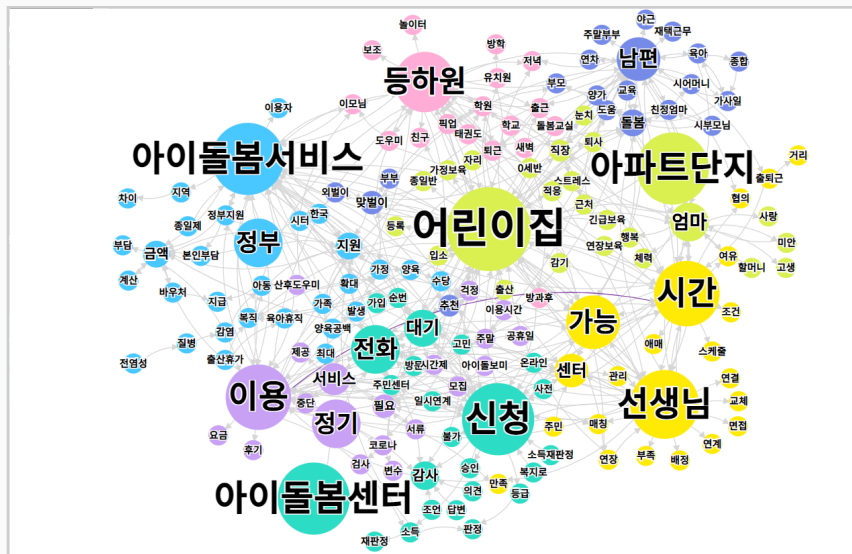 놀이터
야근
주말부부
재택근무
보조
방학
저녁
연차
남편
육아
종합
등하원
유치원
부모
시어머니
이용자
이모님
학원
출근
양가
교육
가사일
눈치
도움
친정엄마
픽업
학교
돌봄교실
돌봄
시부모님
도우미
친구
태권도
아이돌봄서비스
자리
퇴근
새벽
직장
퇴사
거리
가정보육
0세반
아파트단지
종일반
부부
스트레스
출퇴근
차이
지역
외벌이
맞벌이
적응
협의
정부지원
한국
어린이집
근처
긴급보육
엄마
사랑
종일제
시터
등록
행복
부담
금액
정부
지원
연장보육
미안
본인부담
입소
체력
여유
감기
할머니
고생
계산
가정
양육
걱정
아동
산후도우미
확대
수당
출산
시간
바우처
지급
가족
발생
가입
순번
추천
이용시간
방과후
조건
복직
육아휴직
감염
양육공백
대기
주말
공휴일
가능
질병
전화
고민
애매
스케줄
전염성
출산휴가
제공
최대
방문
시간제
아이돌보미
온라인
센터
관리
연결
이용
서비스
주민센터
모집
사전
선생님
교체
중단
필요
일시연계
신청
정기
매칭
면접
요금
서류
불가
주민
후기
코로나
연계
소득재판정
연장
부족
배정
검사
변수
감사
승인
복지로
아이돌봄센터
만족
의견
등급
조언
답변
소득
판정
재판정